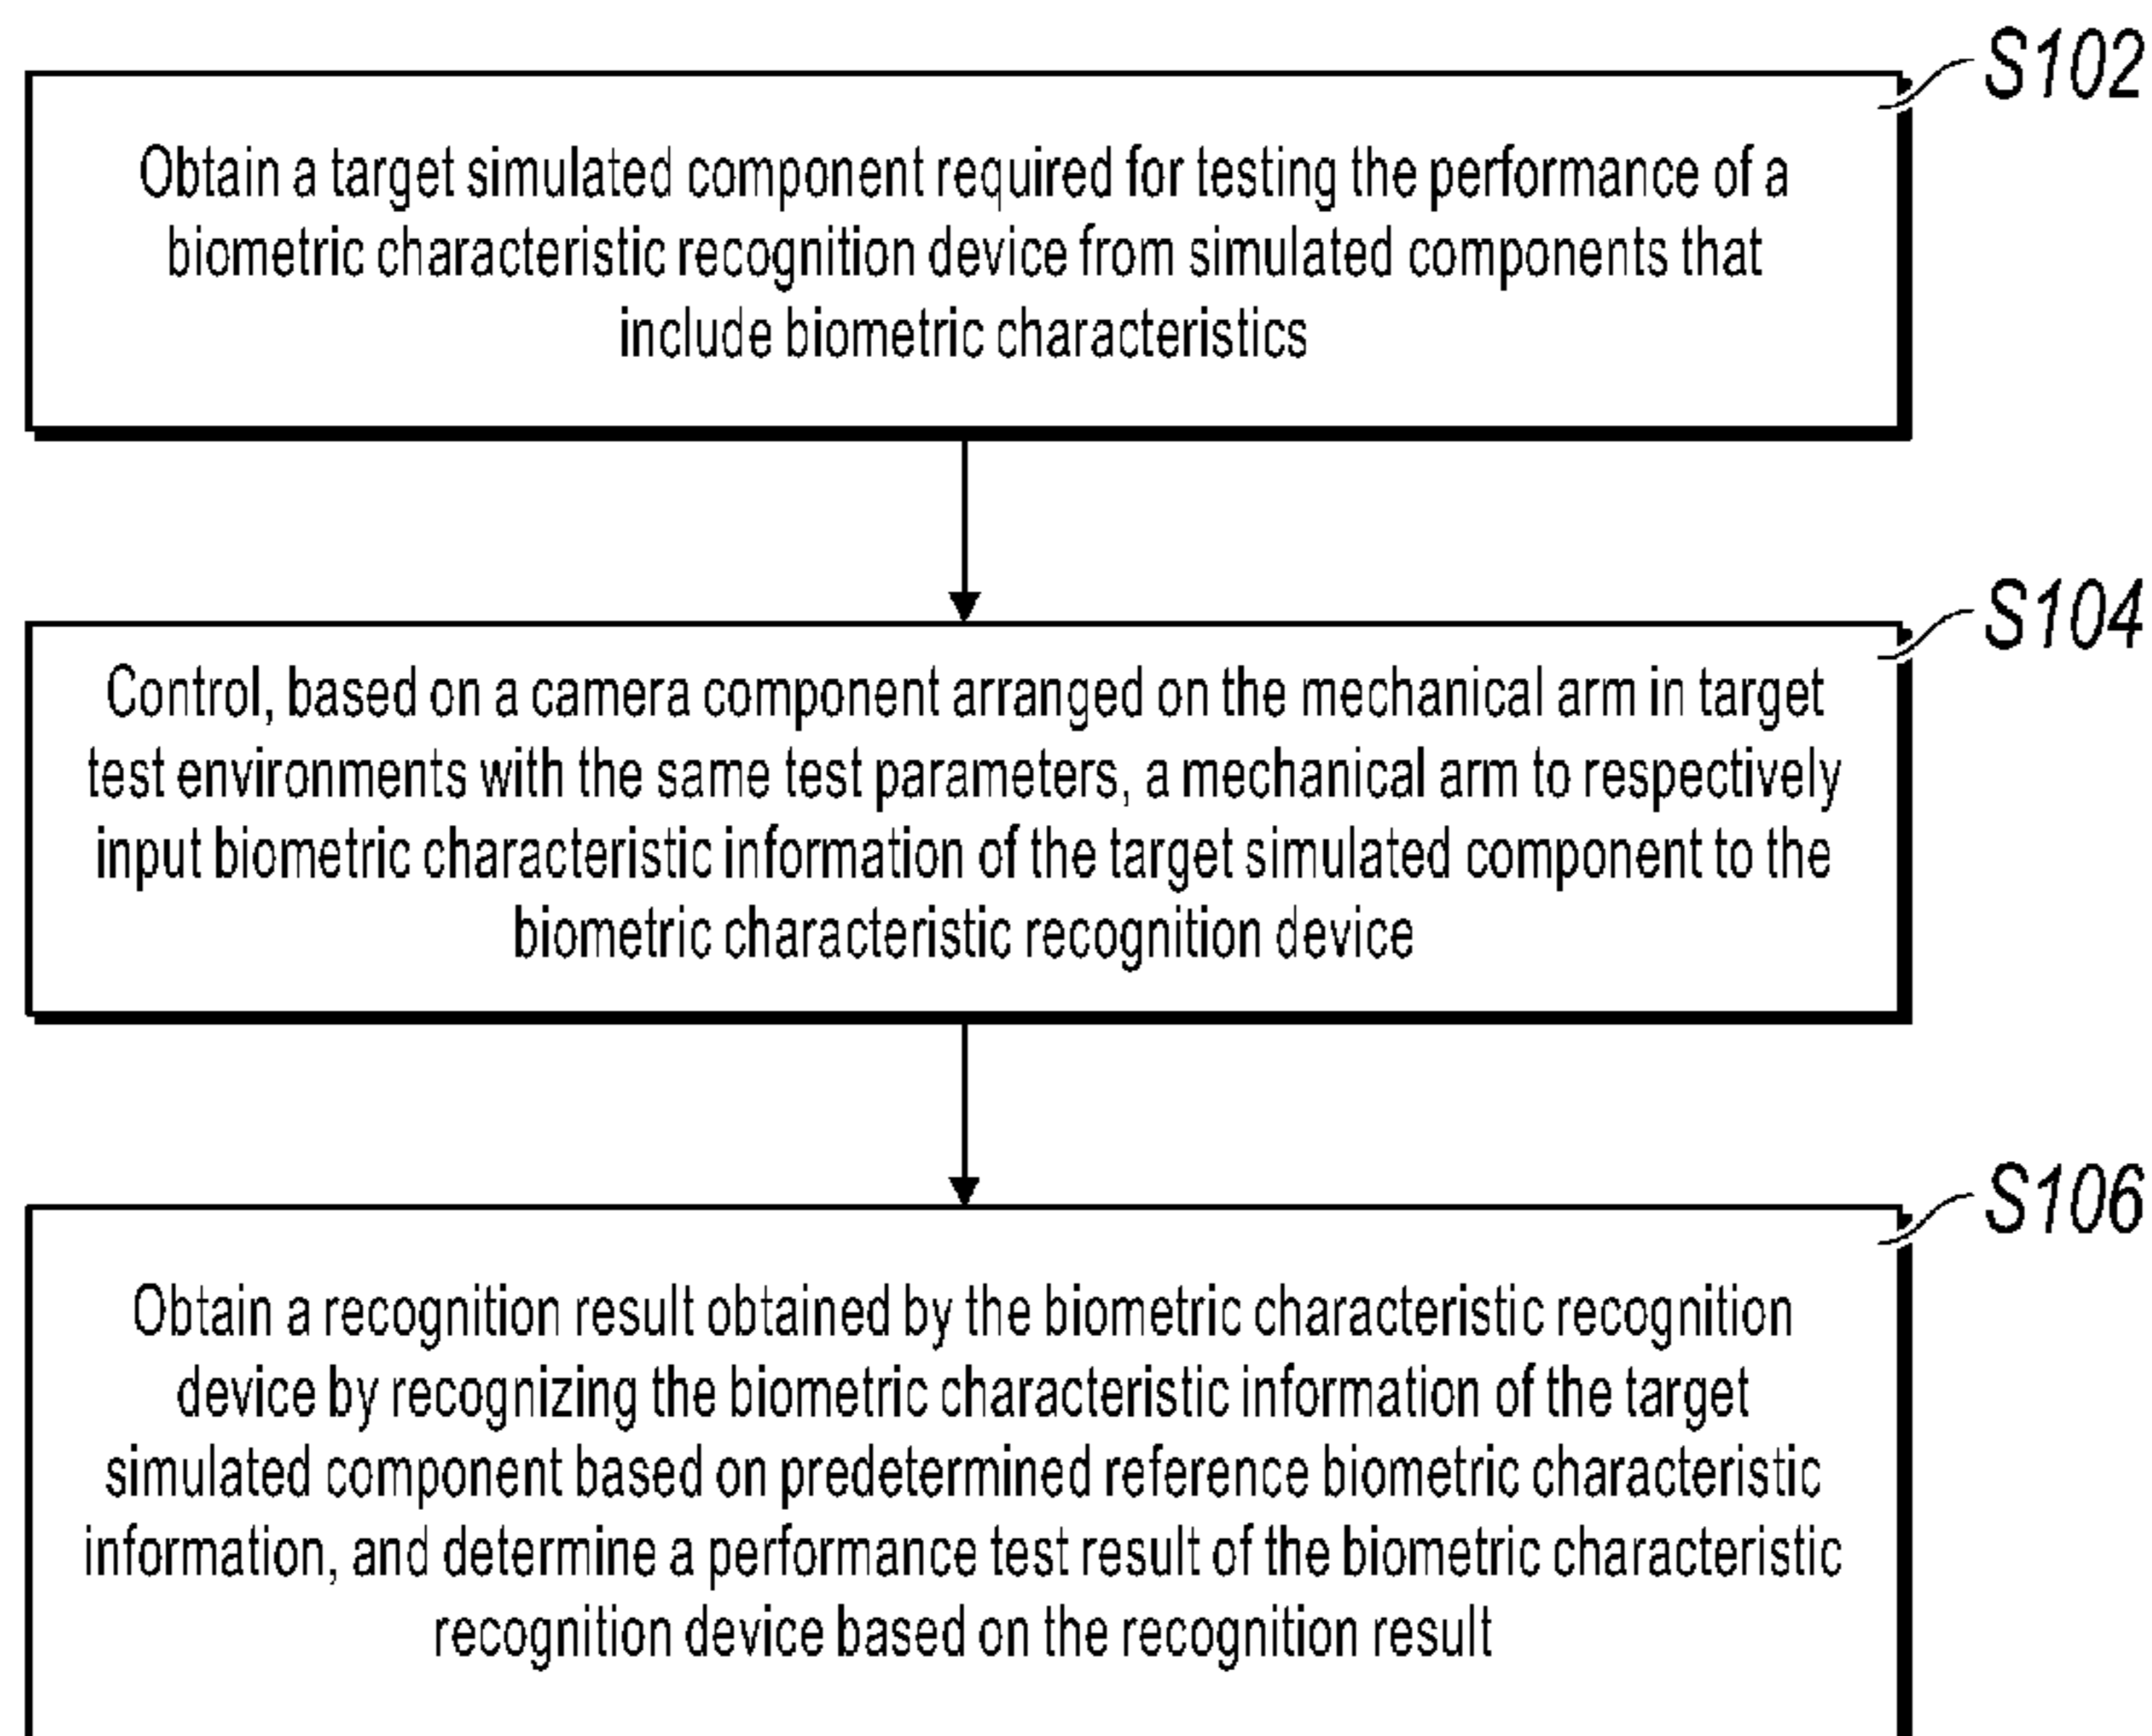 S102
Obtain a target simulated component required for testing the performance of a
biometric characteristic recognition device from simulated components that
include biometric characteristics
S104
Control, based on a camera component arranged on the mechanical arm in target
test environments with the same test parameters, a mechanical arm to respectively
input biometric characteristic information of the target simulated component to the
biometric characteristic recognition device
S106
Obtain a recognition result obtained by the biometric characteristic recognition
device by recognizing the biometric characteristic information of the target
simulated component based on predetermined reference biometric characteristic
information, and determine a performance test result of the biometric characteristic
recognition device based on the recognition result